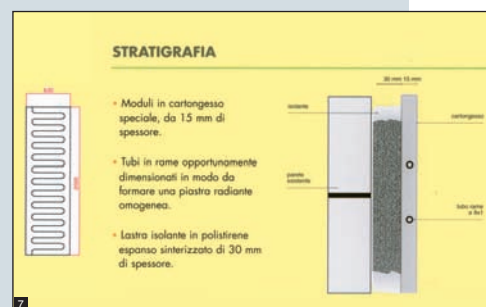 STRATIGRAFIA
• Moduli in cartongesso
speciale, da 15 mm di
spessore.
• Tubi in rame opportunamente
dimensionati in modo da
formare una piastra radiante
omogenea.
• Lastra isolante in polistirene
espanso sinterizzato di 30 mm
di spessore.
30 mm 15 mm
isolante
cartongesso
parete
esistente
tubo rame
7